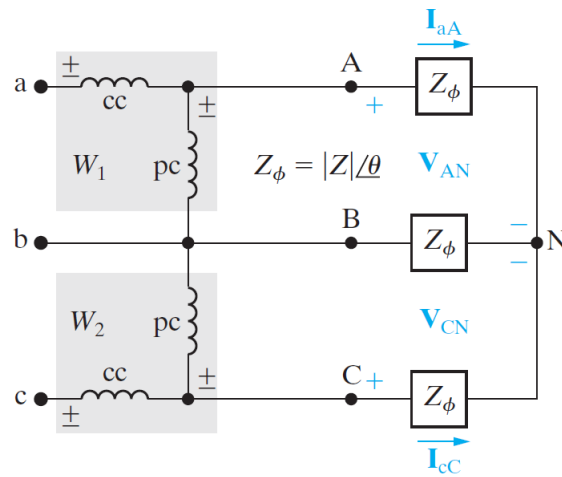 I_aA
a ± cc ± A + Z_ϕ
W_1 pc Z_ϕ = |Z|∠θ V_AN
b B Z_ϕ − − N
W_2 pc V_CN
c ± cc ± C + Z_ϕ
I_cC